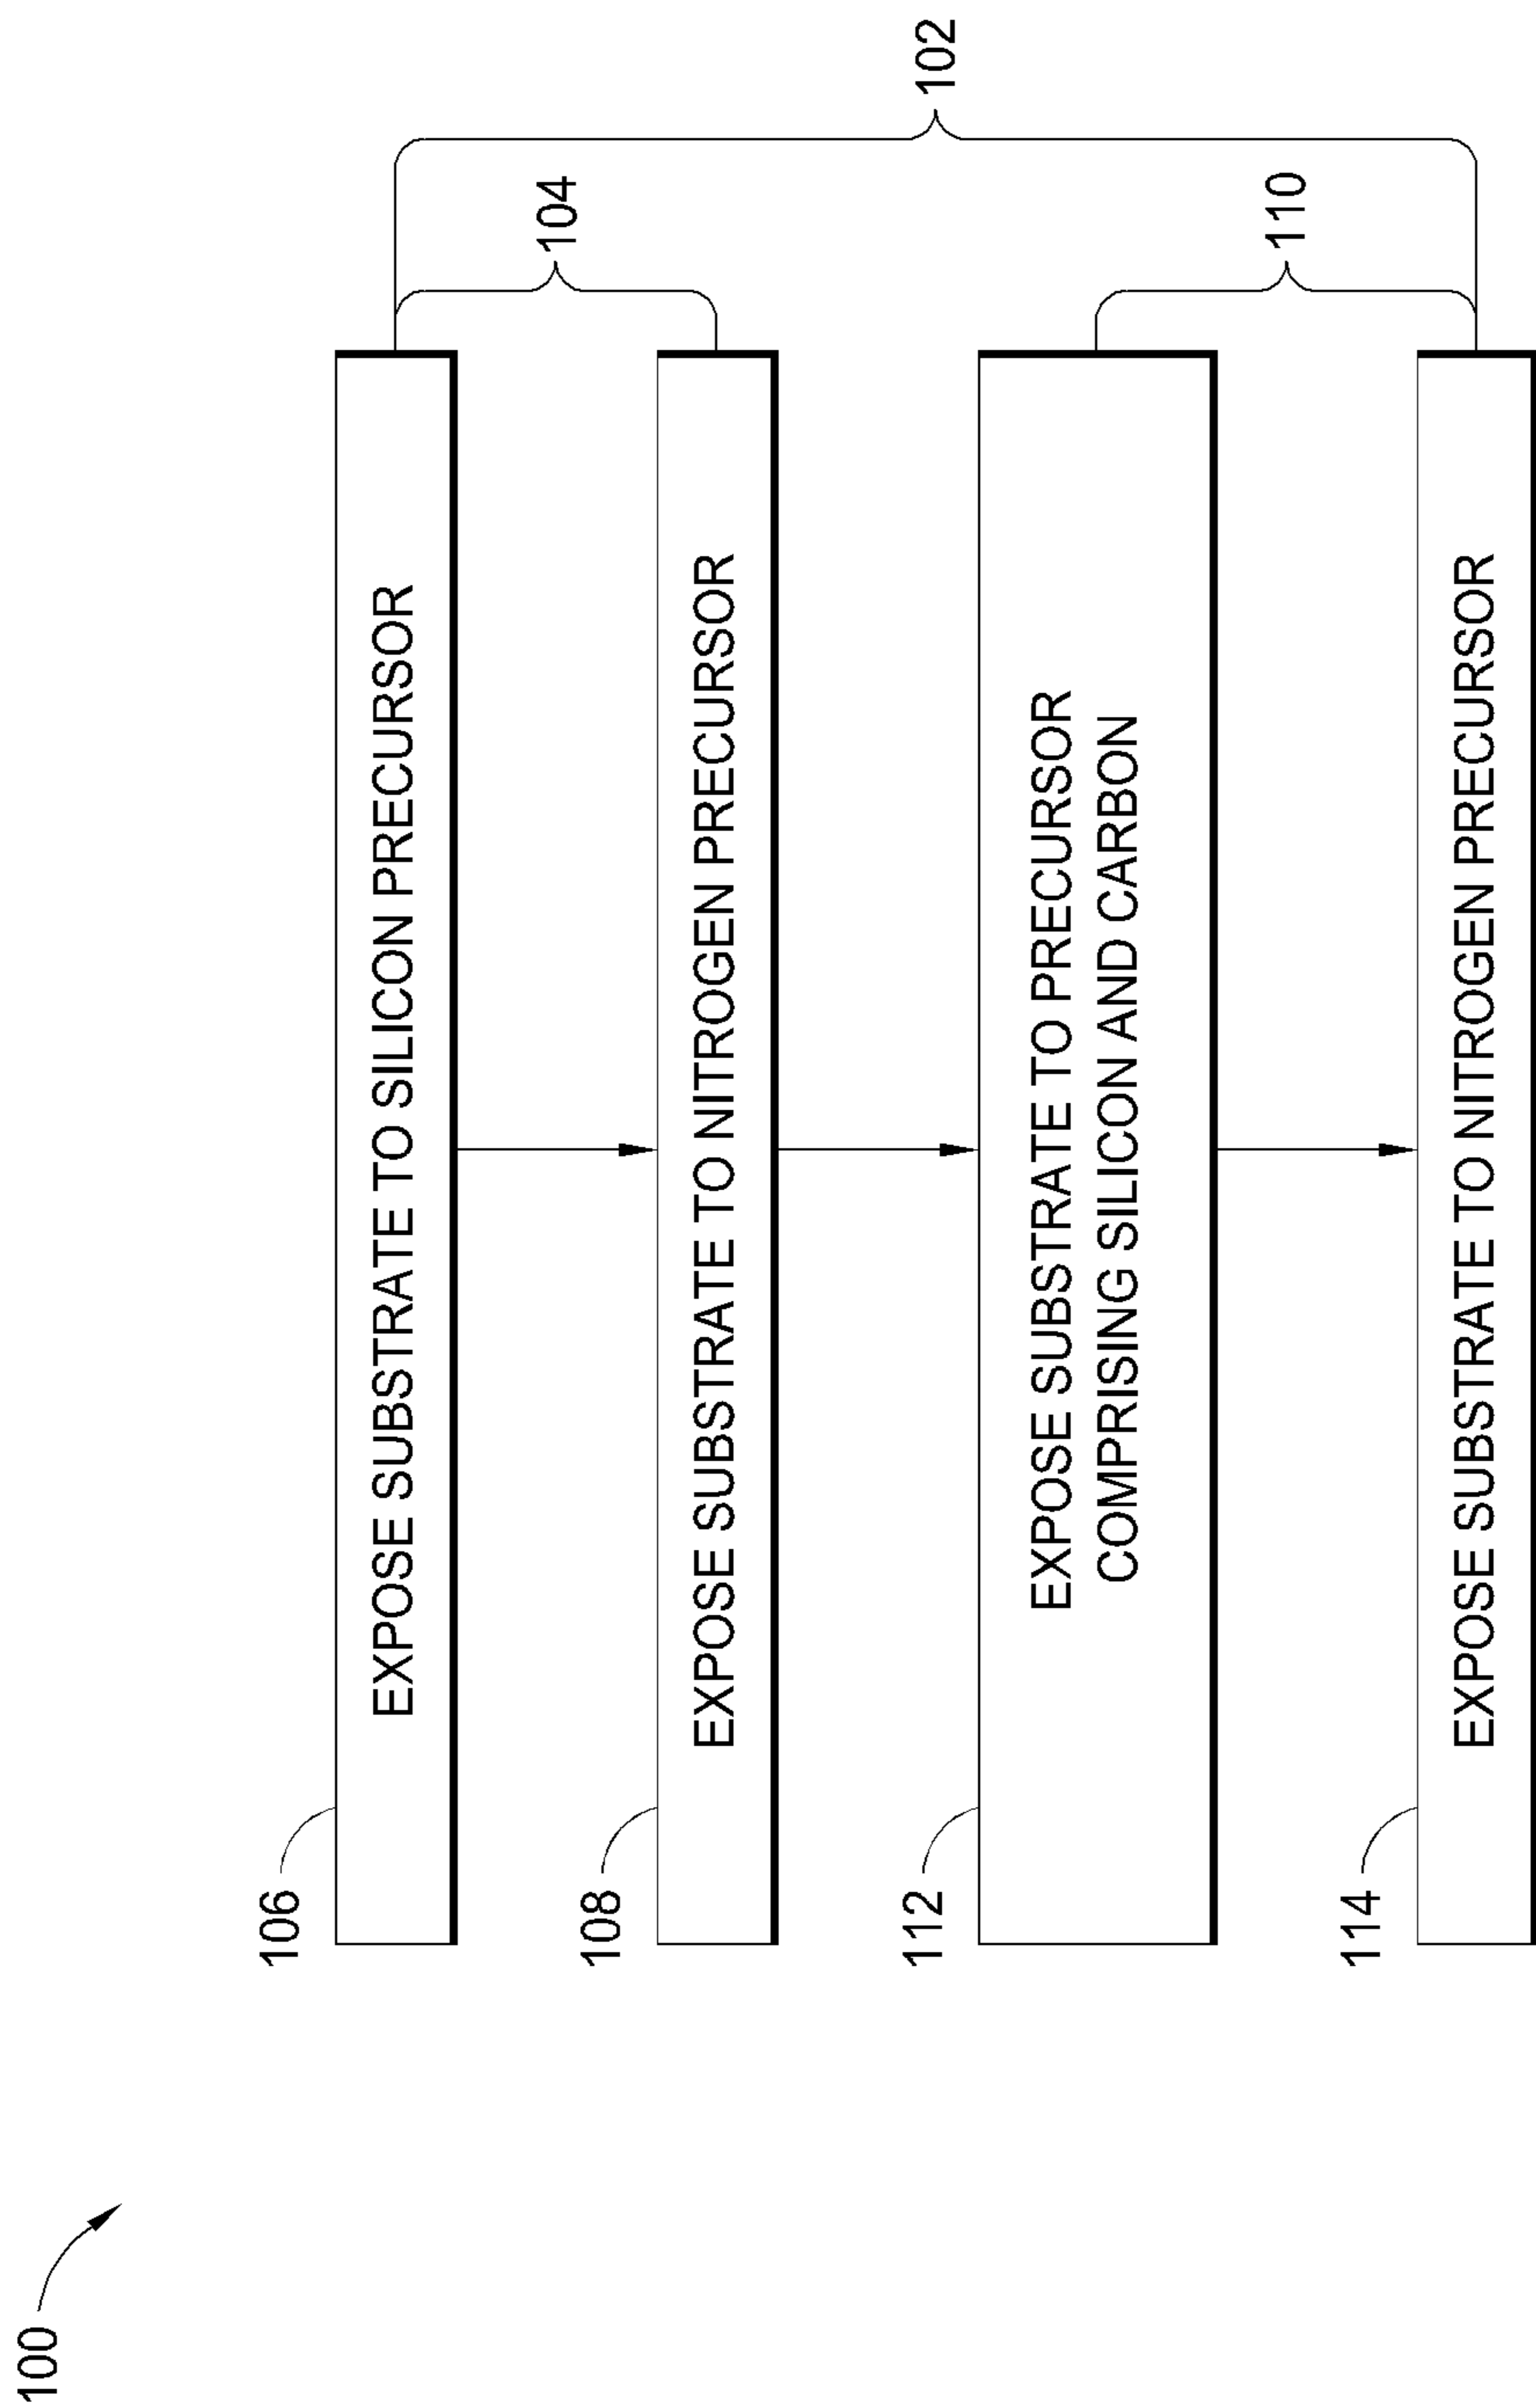 100
106
EXPOSE SUBSTRATE TO SILICON PRECURSOR
104
108
EXPOSE SUBSTRATE TO NITROGEN PRECURSOR
102
112
EXPOSE SUBSTRATE TO PRECURSOR
COMPRISING SILICON AND CARBON
110
114
EXPOSE SUBSTRATE TO NITROGEN PRECURSOR